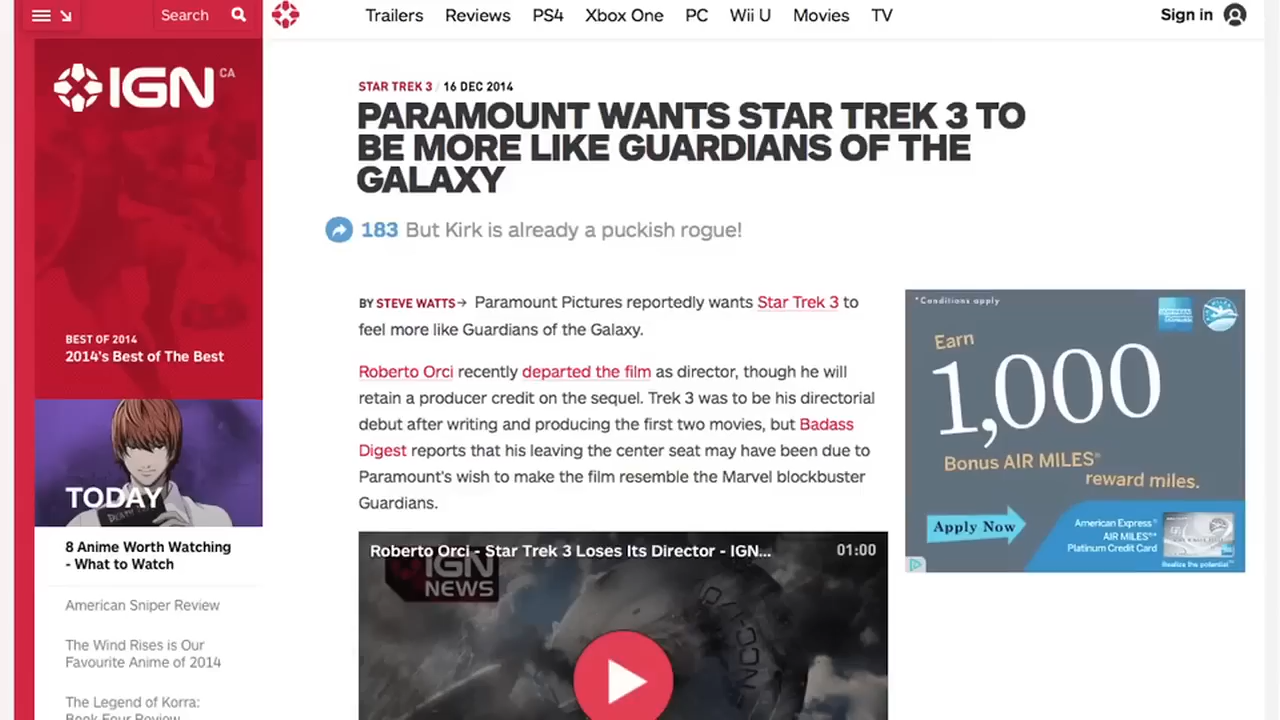 Search
Trailers Reviews PS4 Xbox One PC Wii U Movies TV
Sign in
IGN CA
BEST OF 2014
2014's Best of The Best
TODAY
8 Anime Worth Watching
- What to Watch
American Sniper Review
The Wind Rises is Our
Favourite Anime of 2014
The Legend of Korra:
Book Four Review
STAR TREK 3 / 16 DEC 2014
PARAMOUNT WANTS STAR TREK 3 TO
BE MORE LIKE GUARDIANS OF THE
GALAXY
183 But Kirk is already a puckish rogue!
BY STEVE WATTS→ Paramount Pictures reportedly wants Star Trek 3 to
feel more like Guardians of the Galaxy.
Roberto Orci recently departed the film as director, though he will
retain a producer credit on the sequel. Trek 3 was to be his directorial
debut after writing and producing the first two movies, but Badass
Digest reports that his leaving the center seat may have been due to
Paramount's wish to make the film resemble the Marvel blockbuster
Guardians.
Roberto Orci - Star Trek 3 Loses Its Director - IGN... 01:00
IGN
NEWS
*Conditions apply
Earn
1,000
Bonus AIR MILES®
reward miles.
Apply Now
American Express®
AIR MILES®*
Platinum Credit Card
Realize the potential™